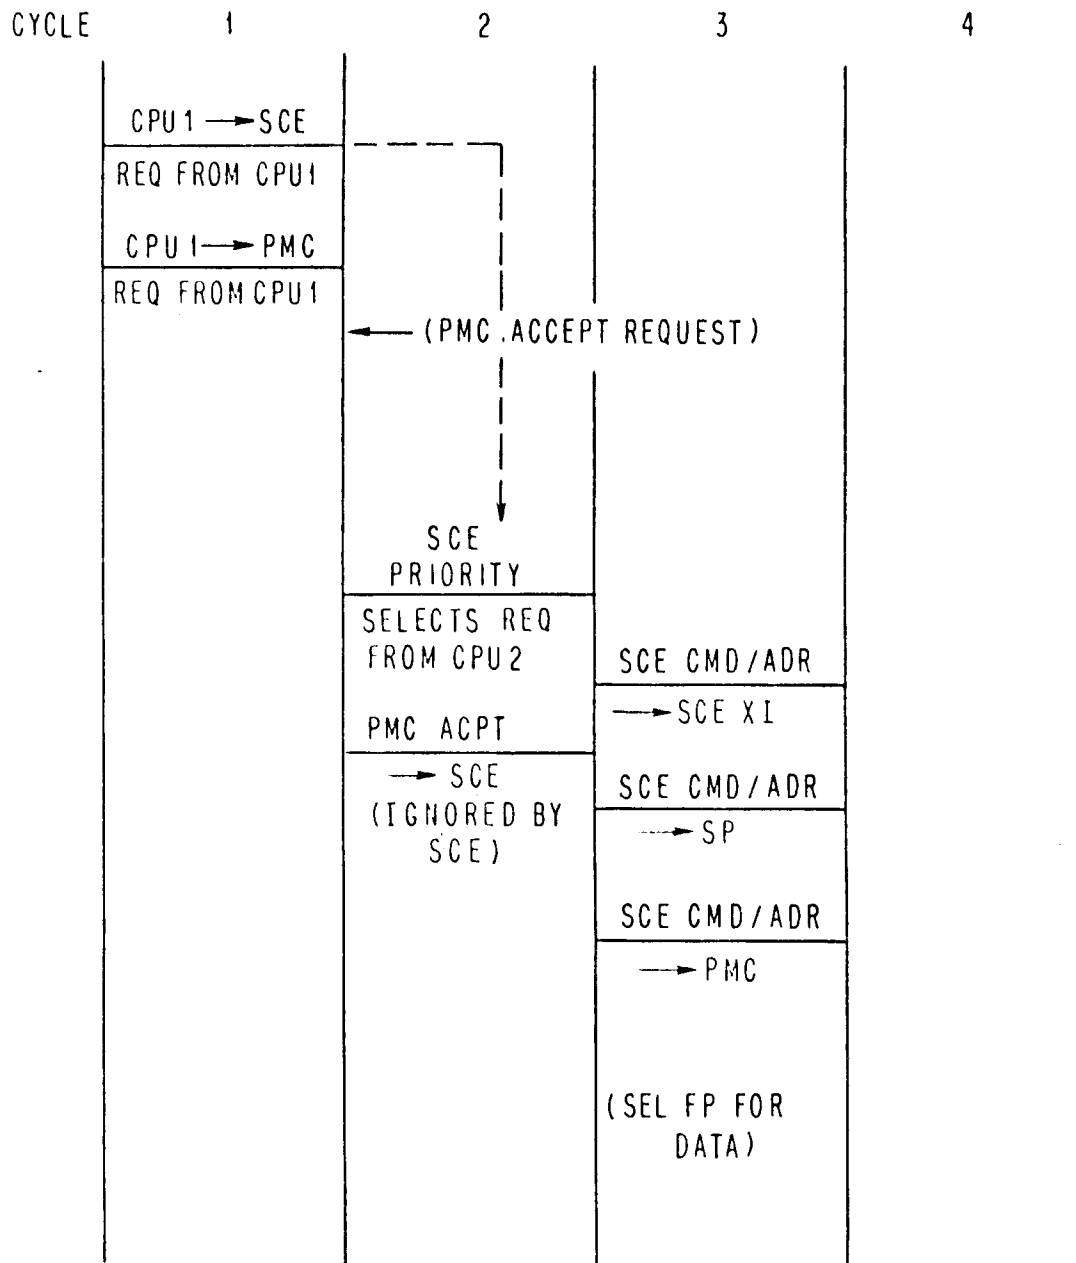 CYCLE 1 2 3 4
CPU1 → SCE
REQ FROM CPU1
CPU1 → PMC
REQ FROM CPU1
← (PMC ACCEPT REQUEST)
SCE
PRIORITY
SELECTS REQ
FROM CPU2
PMC ACPT
→ SCE
(IGNORED BY
SCE)
SCE CMD/ADR
→ SCE XI
SCE CMD/ADR
→ SP
SCE CMD/ADR
→ PMC
(SEL FP FOR
DATA)